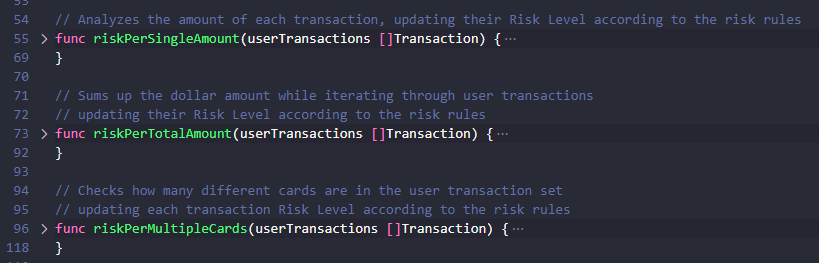 54 // Analyzes the amount of each transaction, updating their Risk Level according to the risk rules
55 > func riskPerSingleAmount(userTransactions []Transaction) { ⋯
69 }
70
71 // Sums up the dollar amount while iterating through user transactions
72 // updating their Risk Level according to the risk rules
73 > func riskPerTotalAmount(userTransactions []Transaction) { ⋯
92 }
93
94 // Checks how many different cards are in the user transaction set
95 // updating each transaction Risk Level according to the risk rules
96 > func riskPerMultipleCards(userTransactions []Transaction) { ⋯
118 }